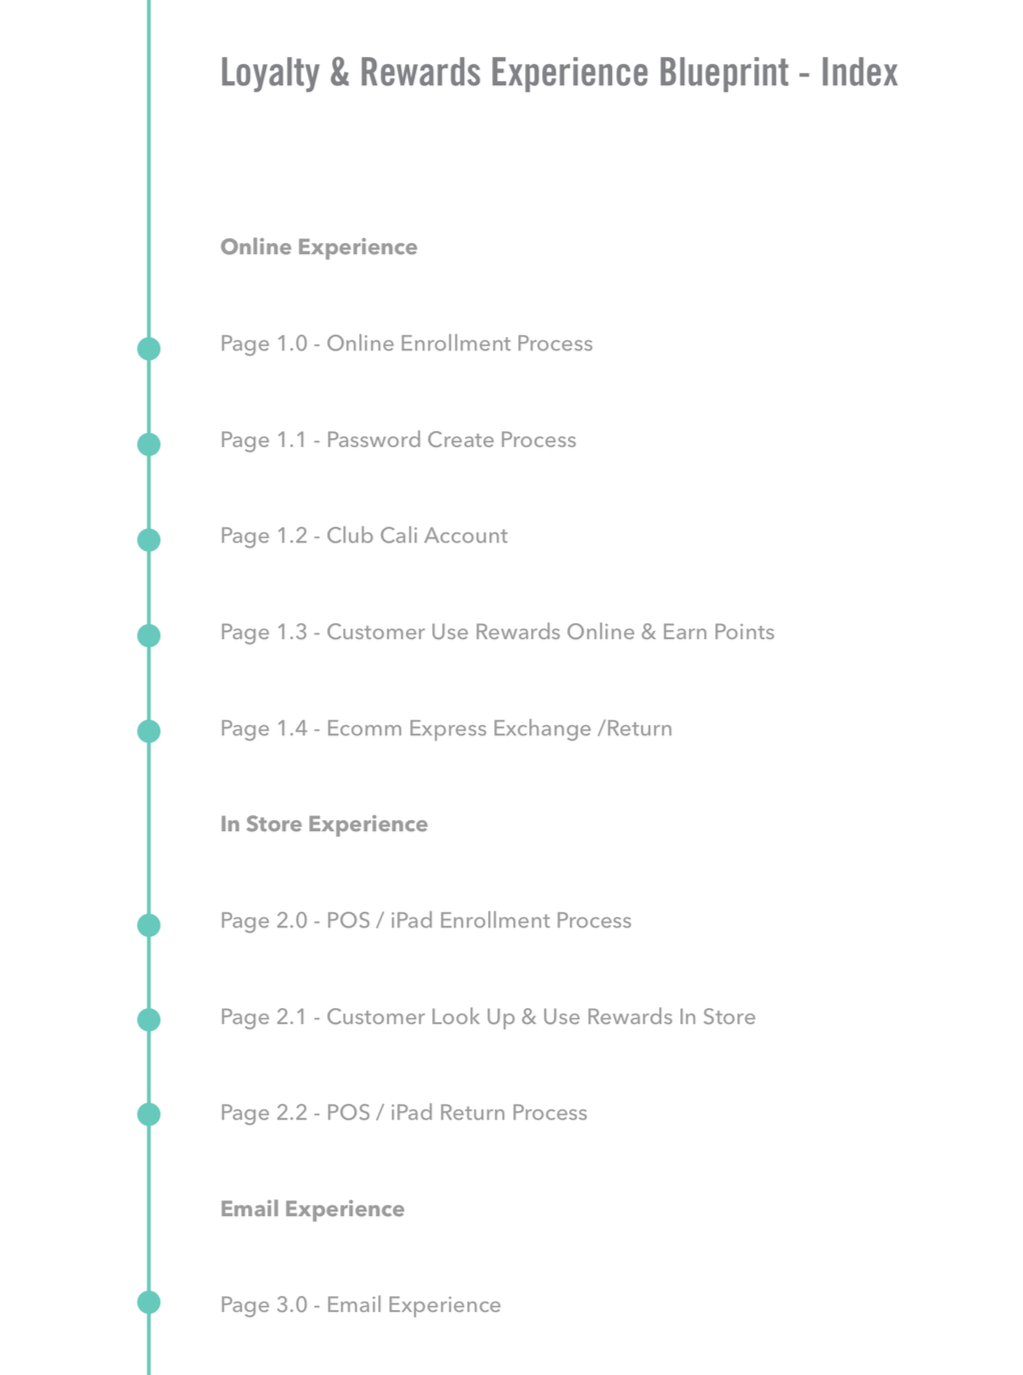 Loyalty & Rewards Experience Blueprint - Index
Online Experience
Page 1.0 - Online Enrollment Process
Page 1.1 - Password Create Process
Page 1.2 - Club Cali Account
Page 1.3 - Customer Use Rewards Online & Earn Points
Page 1.4 - Ecomm Express Exchange /Return
In Store Experience
Page 2.0 - POS / iPad Enrollment Process
Page 2.1 - Customer Look Up & Use Rewards In Store
Page 2.2 - POS / iPad Return Process
Email Experience
Page 3.0 - Email Experience